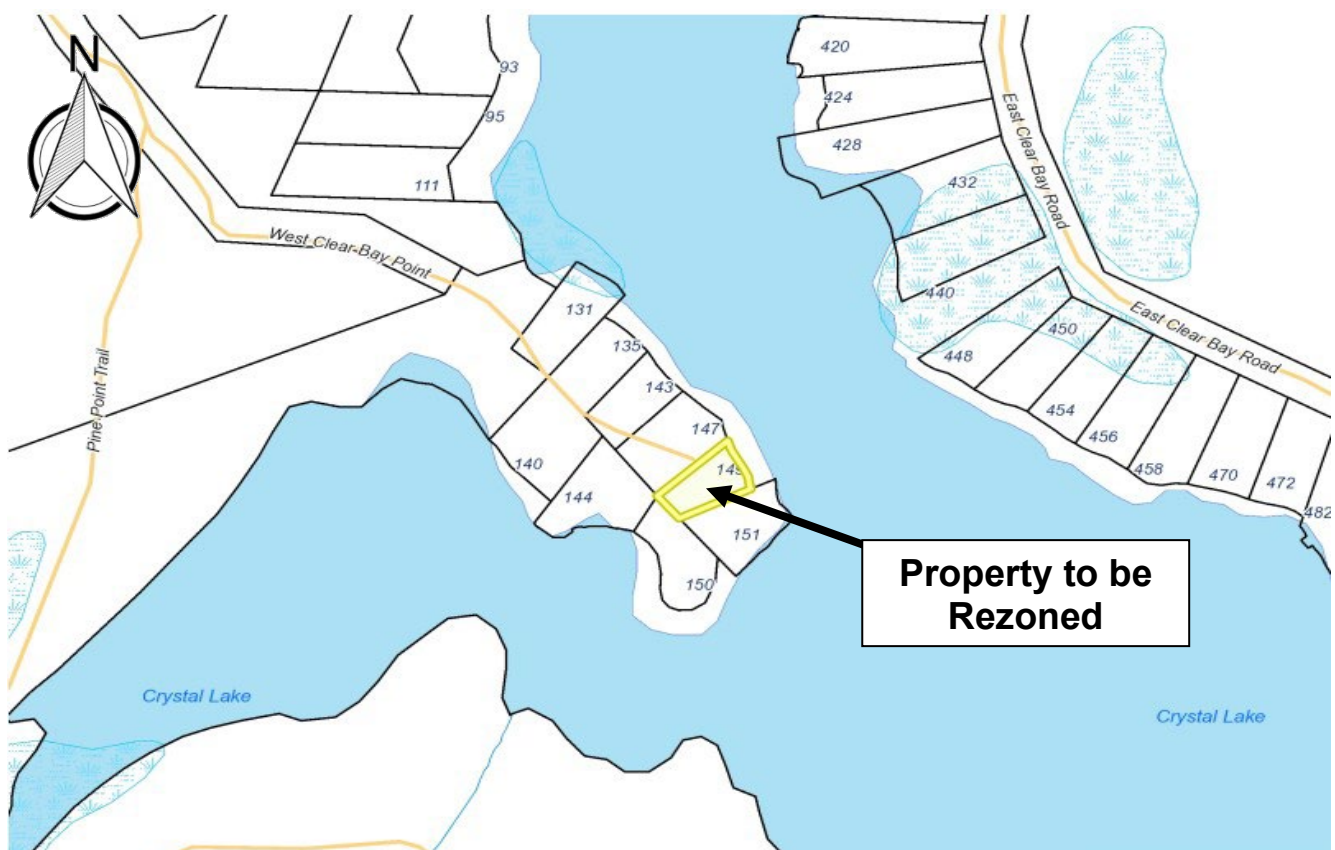 N
93
95
111
420
424
428
432
440
East Clear Bay Road
East Clear Bay Road
West Clear Bay Point
Pine Point Trail
131
135
143
147
149
151
150
140
144
448
450
454
456
458
470
472
482
Property to be
Rezoned
Crystal Lake
Crystal Lake